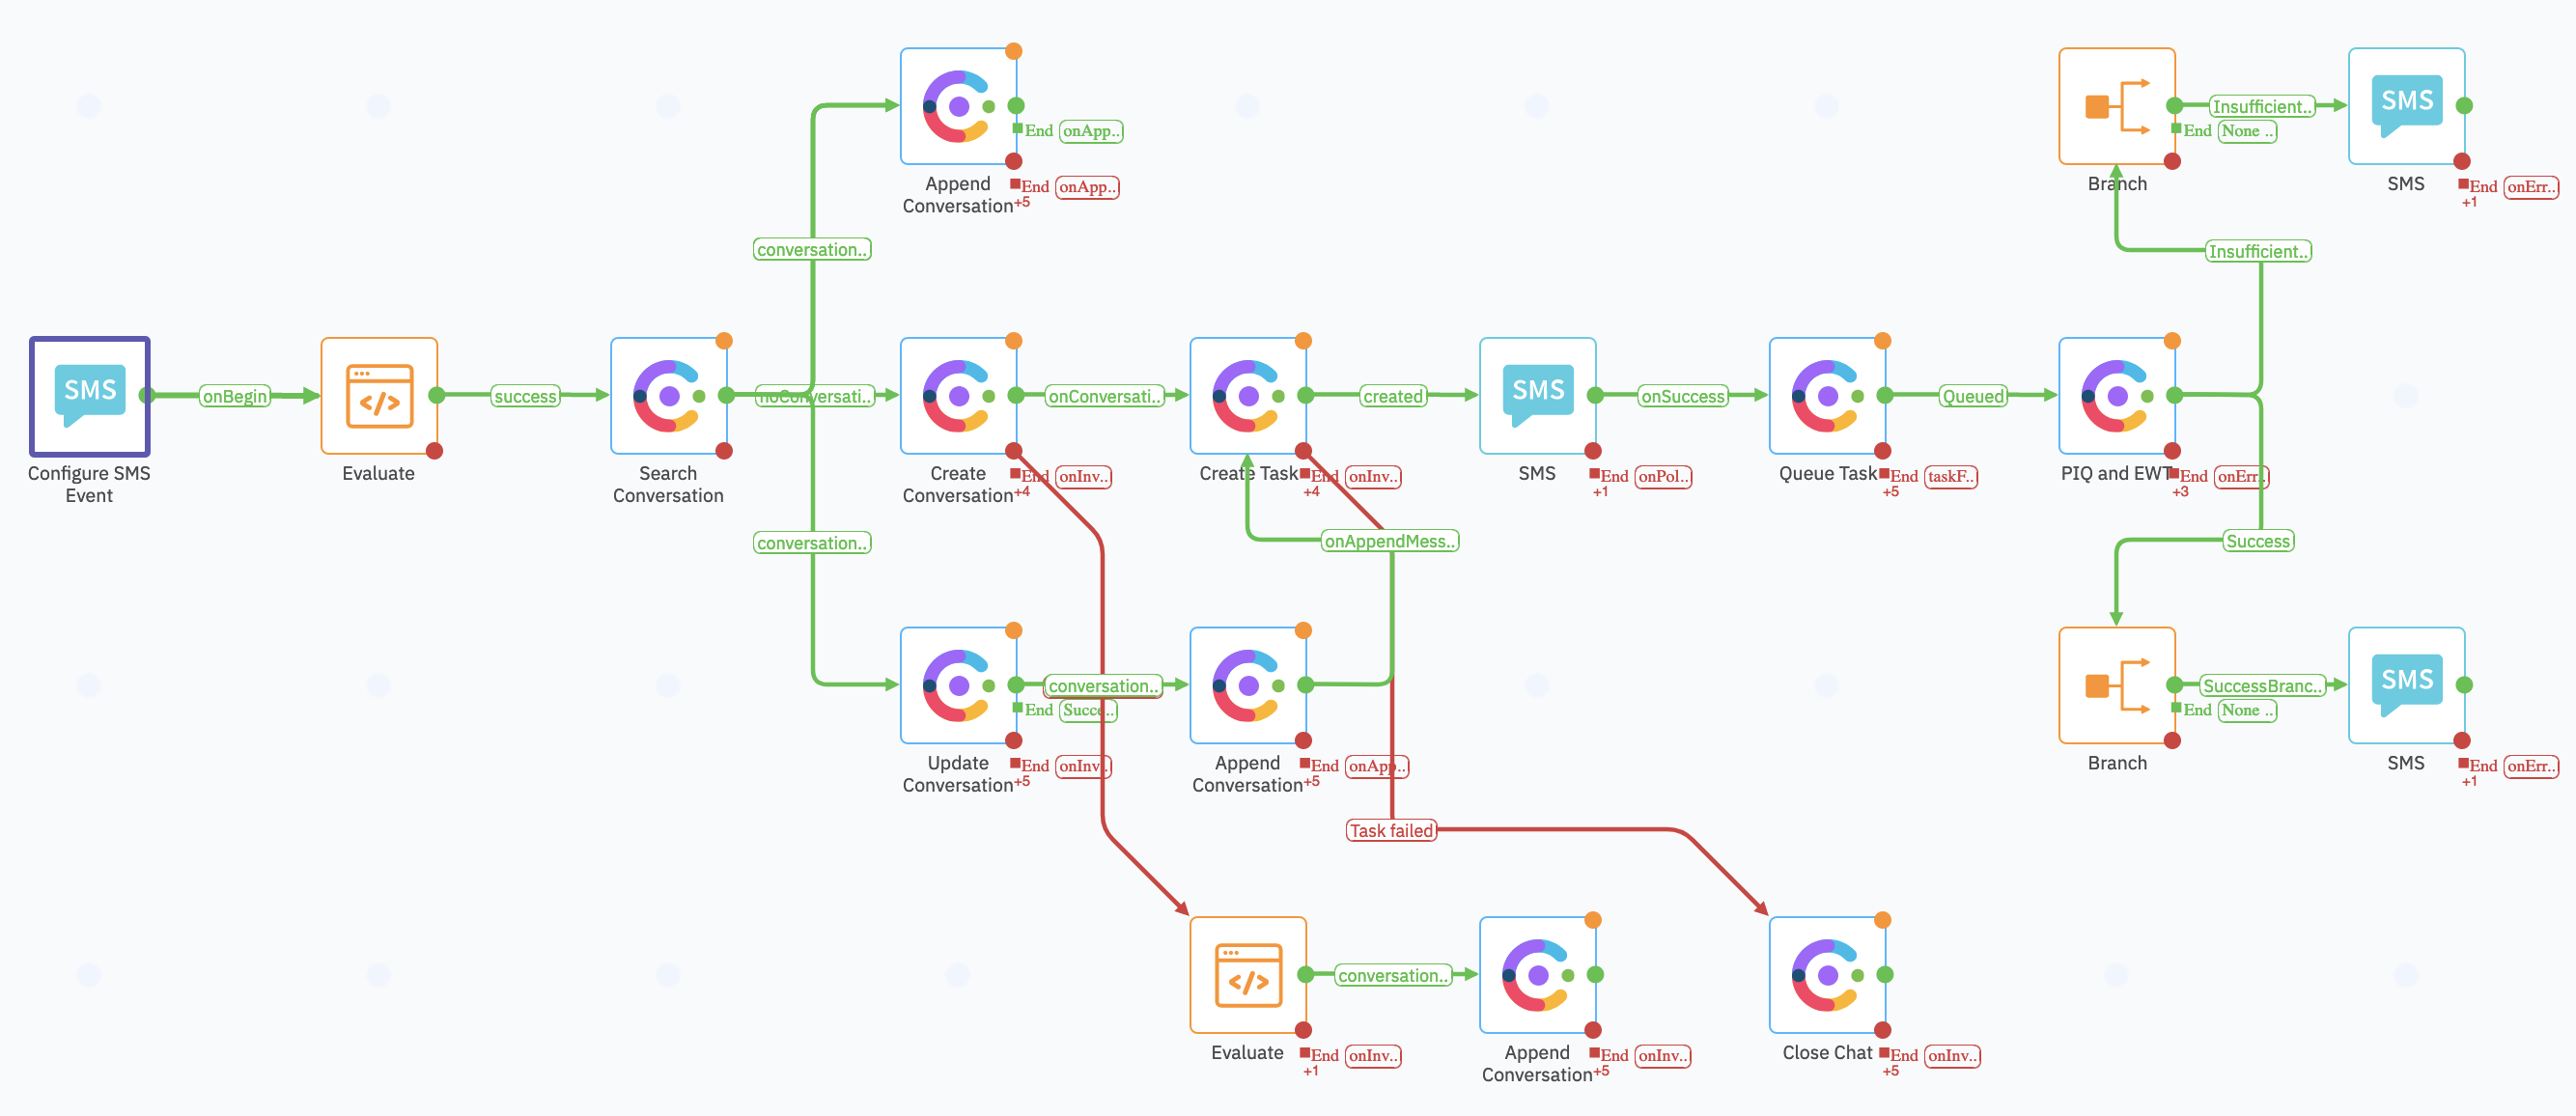 End onApp..
Append
Conversation
End onApp..
+5
Insufficient..
End None ..
Branch
SMS
SMS
End onErr..
+1
conversation..
Insufficient..
SMS
Configure SMS
Event
onBegin
Evaluate
success
Search
Conversation
noConversati..
Create
Conversation
End onInv..
+4
onConversati..
Create Task
End onInv..
+4
created
SMS
SMS
End onPol..
+1
onSuccess
Queue Task
End taskF..
+5
Queued
PIQ and EWT
End onErr..
+3
conversation..
onAppendMess..
Success
conversation..
End Succe..
Update
Conversation
End onInv..
+5
Append
Conversation
End onApp..
+5
SuccessBranc..
End None ..
Branch
SMS
SMS
End onErr..
+1
Task failed
Evaluate
End onInv..
+1
conversation..
Append
Conversation
End onInv..
+5
Close Chat
End onInv..
+5